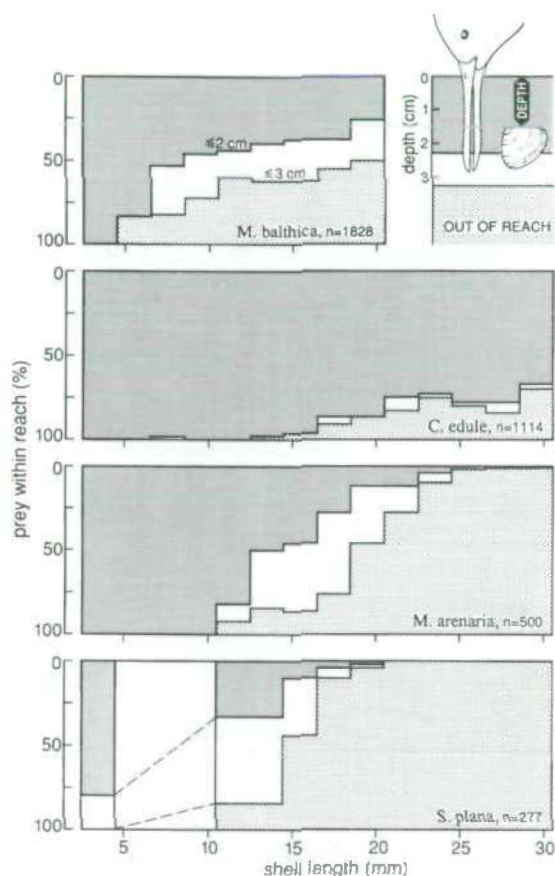 0
50
100
≤2 cm
≤3 cm
M. balthica, n=1828
depth (cm)
0
1
2
3
DEPTH
OUT OF REACH
prey within reach (%)
0
50
100
C. edule, n=1114
0
50
100
M. arenaria, n=500
0
50
100
S. plana, n=277
5
10
15
20
25
30
shell length (mm)